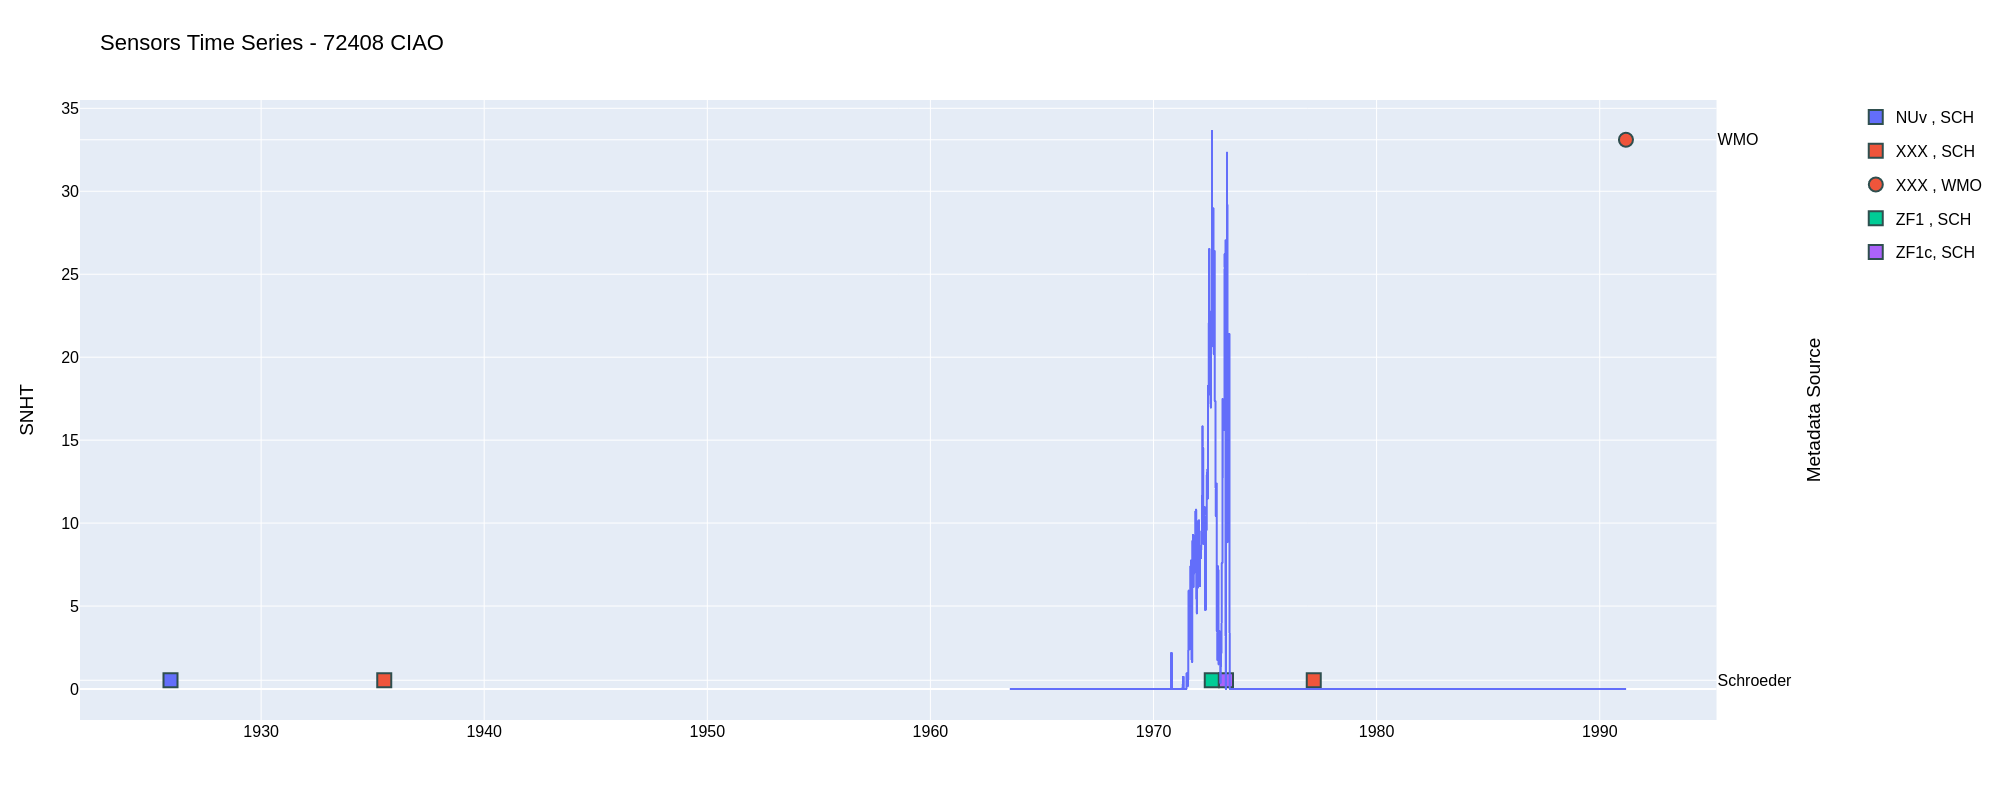 Sensors Time Series - 72408 CIAO
SNHT
35
30
25
20
15
10
5
0
1930
1940
1950
1960
1970
1980
1990
WMO
Schroeder
Metadata Source
NUv , SCH
XXX , SCH
XXX , WMO
ZF1 , SCH
ZF1c, SCH